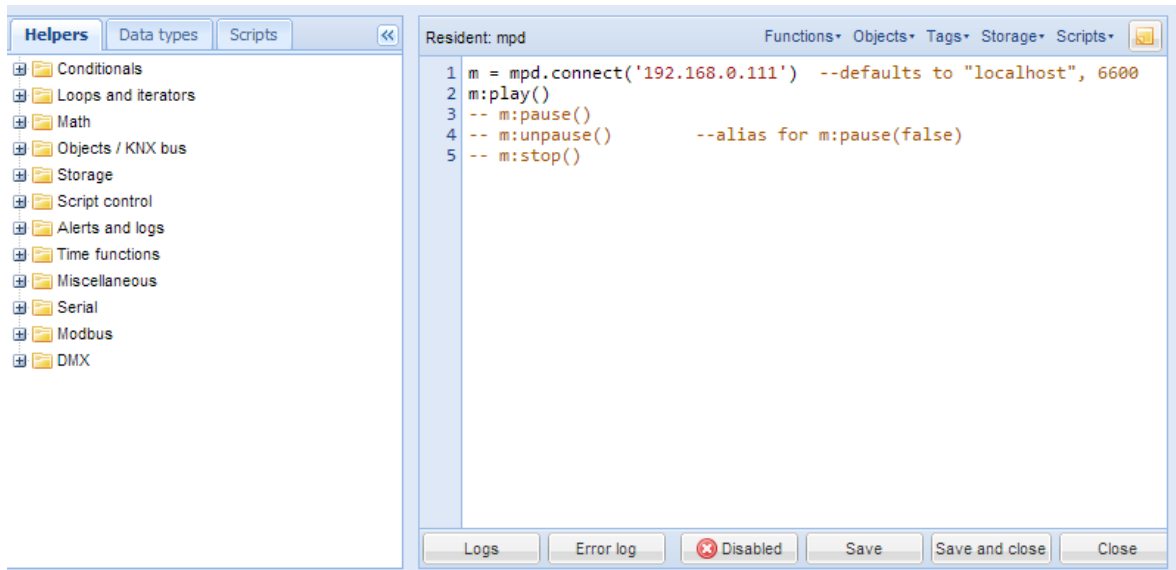 Helpers Data types Scripts
Conditionals
Loops and iterators
Math
Objects / KNX bus
Storage
Script control
Alerts and logs
Time functions
Miscellaneous
Serial
Modbus
DMX
Resident: mpd Functions Objects Tags Storage Scripts
1 m = mpd.connect('192.168.0.111')  --defaults to "localhost", 6600
2 m:play()
3 -- m:pause()
4 -- m:unpause()       --alias for m:pause(false)
5 -- m:stop()
Logs Error log Disabled Save Save and close Close